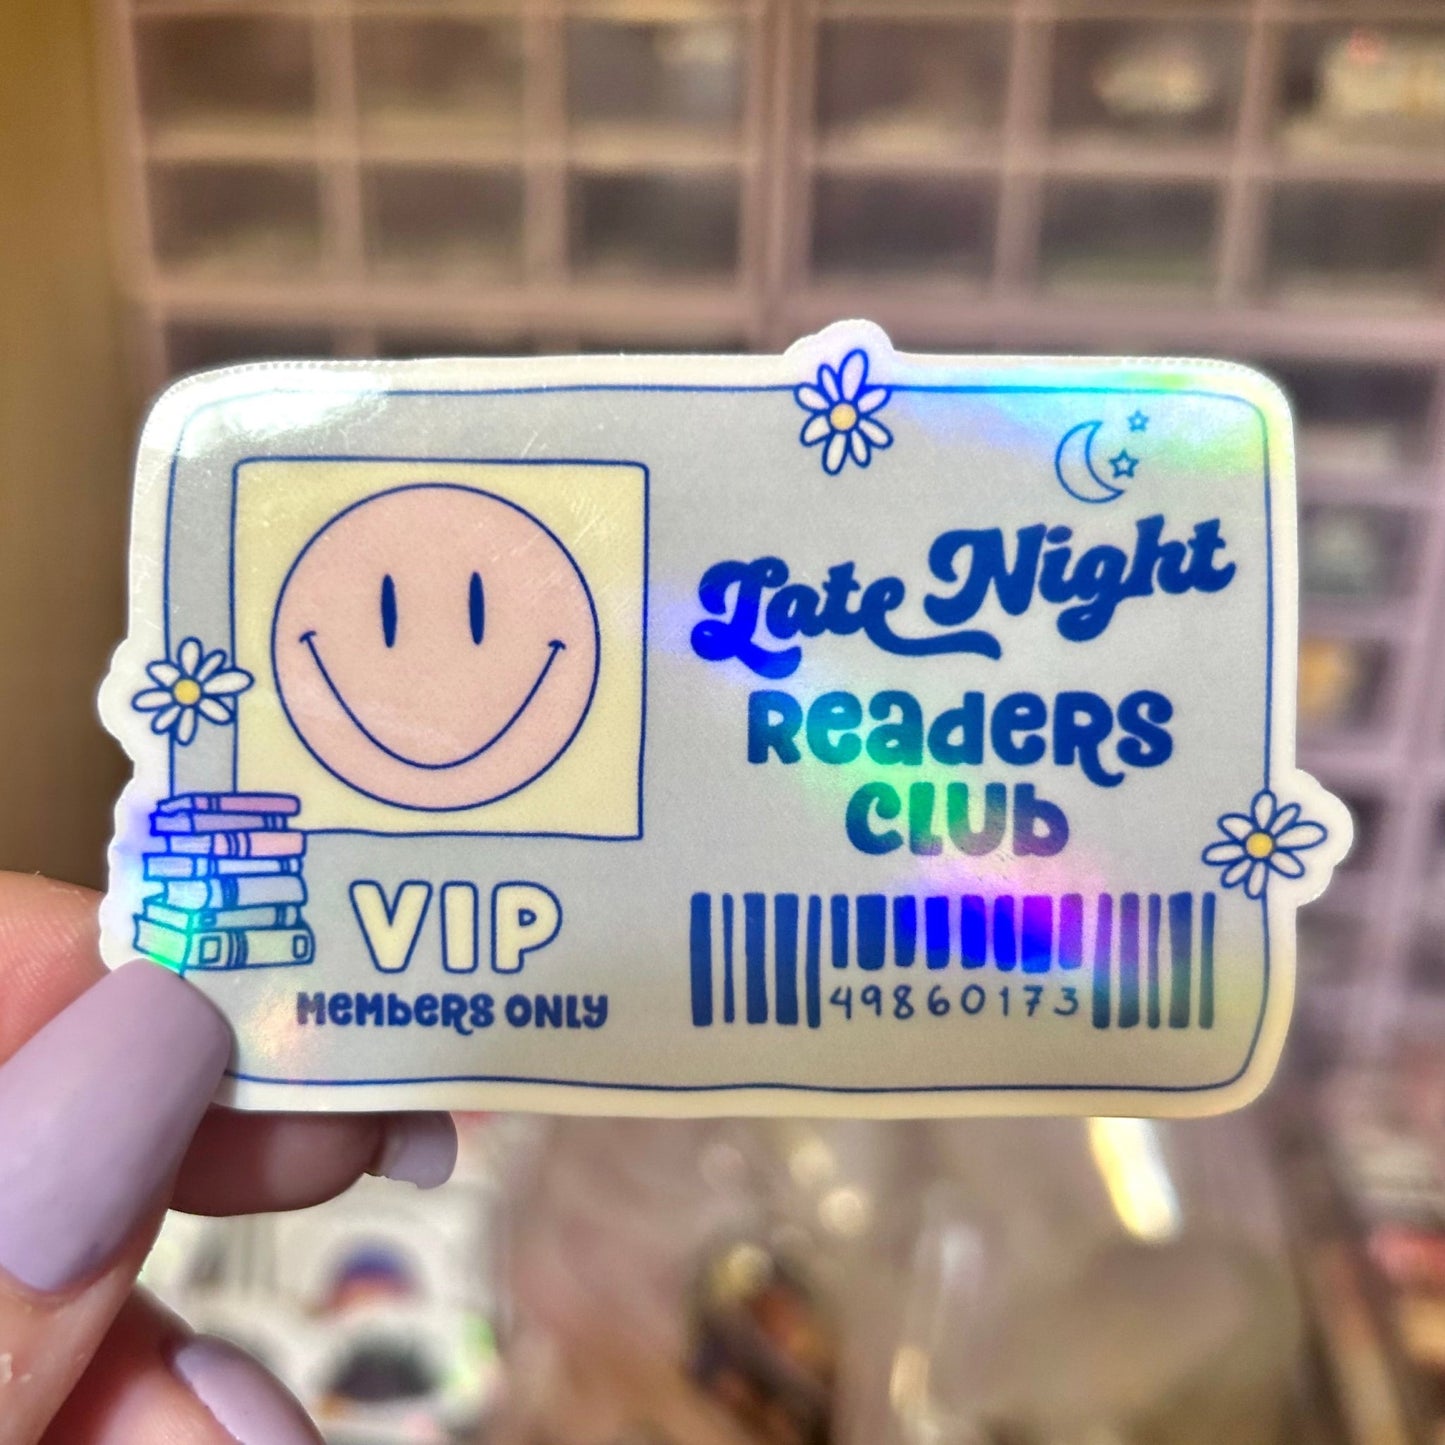 Late Night
Readers
Club
VIP
Members Only
49860173